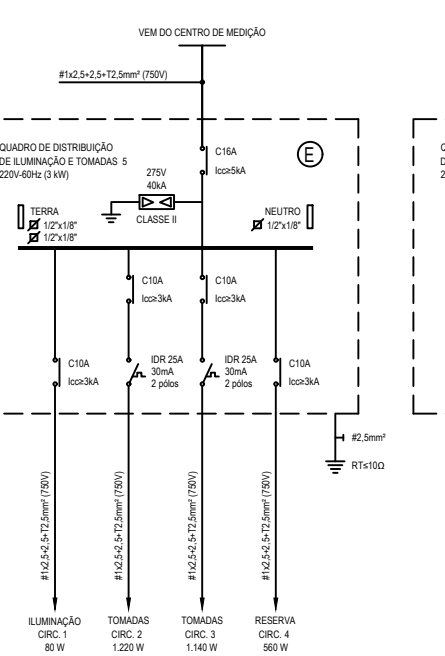 VEM DO CENTRO DE MEDIÇÃO
#1x2,5+2,5+T2,5mm² (750V)
QUADRO DE DISTRIBUIÇÃO
DE ILUMINAÇÃO E TOMADAS 5
220V-60Hz (3 kW)
C16A
Icc≥5kA
E
275V
40kA
CLASSE II
TERRA
1/2"x1/8"
1/2"x1/8"
NEUTRO
1/2"x1/8"
C10A
Icc≥3kA
C10A
Icc≥3kA
C10A
Icc≥3kA
IDR 25A
30mA
2 pólos
IDR 25A
30mA
2 pólos
C10A
Icc≥3kA
#2,5mm²
RT≤10Ω
#1x2,5+2,5+T2,5mm² (750V)
#1x2,5+2,5+T2,5mm² (750V)
#1x2,5+2,5+T2,5mm² (750V)
#1x2,5+2,5+T2,5mm² (750V)
ILUMINAÇÃO
CIRC. 1
80 W
TOMADAS
CIRC. 2
1.220 W
TOMADAS
CIRC. 3
1.140 W
RESERVA
CIRC. 4
560 W